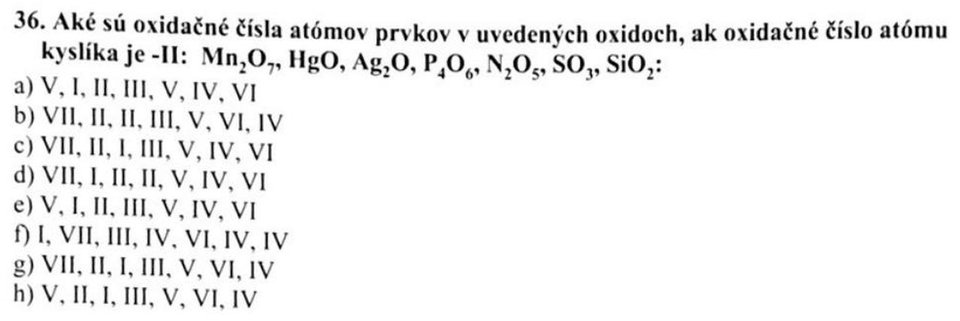 36. Aké sú oxidačné čísla atómov prvkov v uvedených oxidoch, ak oxidačné číslo atómu
kyslíka je -II: Mn₂O₇, HgO, Ag₂O, P₄O₆, N₂O₅, SO₃, SiO₂:
a) V, I, II, III, V, IV, VI
b) VII, II, II, III, V, VI, IV
c) VII, II, I, III, V, IV, VI
d) VII, I, II, II, V, IV, VI
e) V, I, II, III, V, IV, VI
f) I, VII, III, IV, VI, IV, IV
g) VII, II, I, III, V, VI, IV
h) V, II, I, III, V, VI, IV